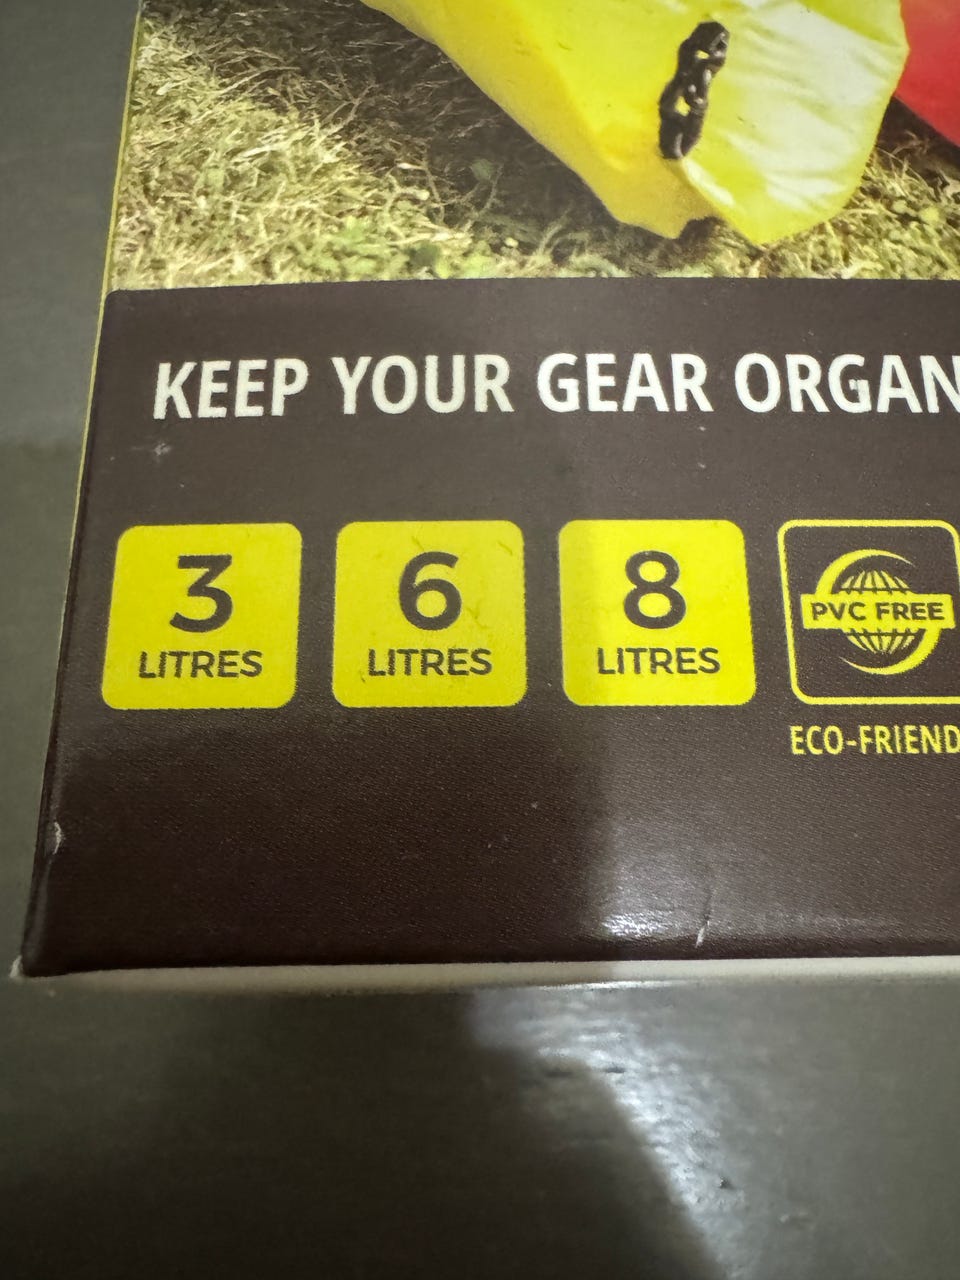 KEEP YOUR GEAR ORGAN
3
LITRES
6
LITRES
8
LITRES
PVC FREE
ECO-FRIEND